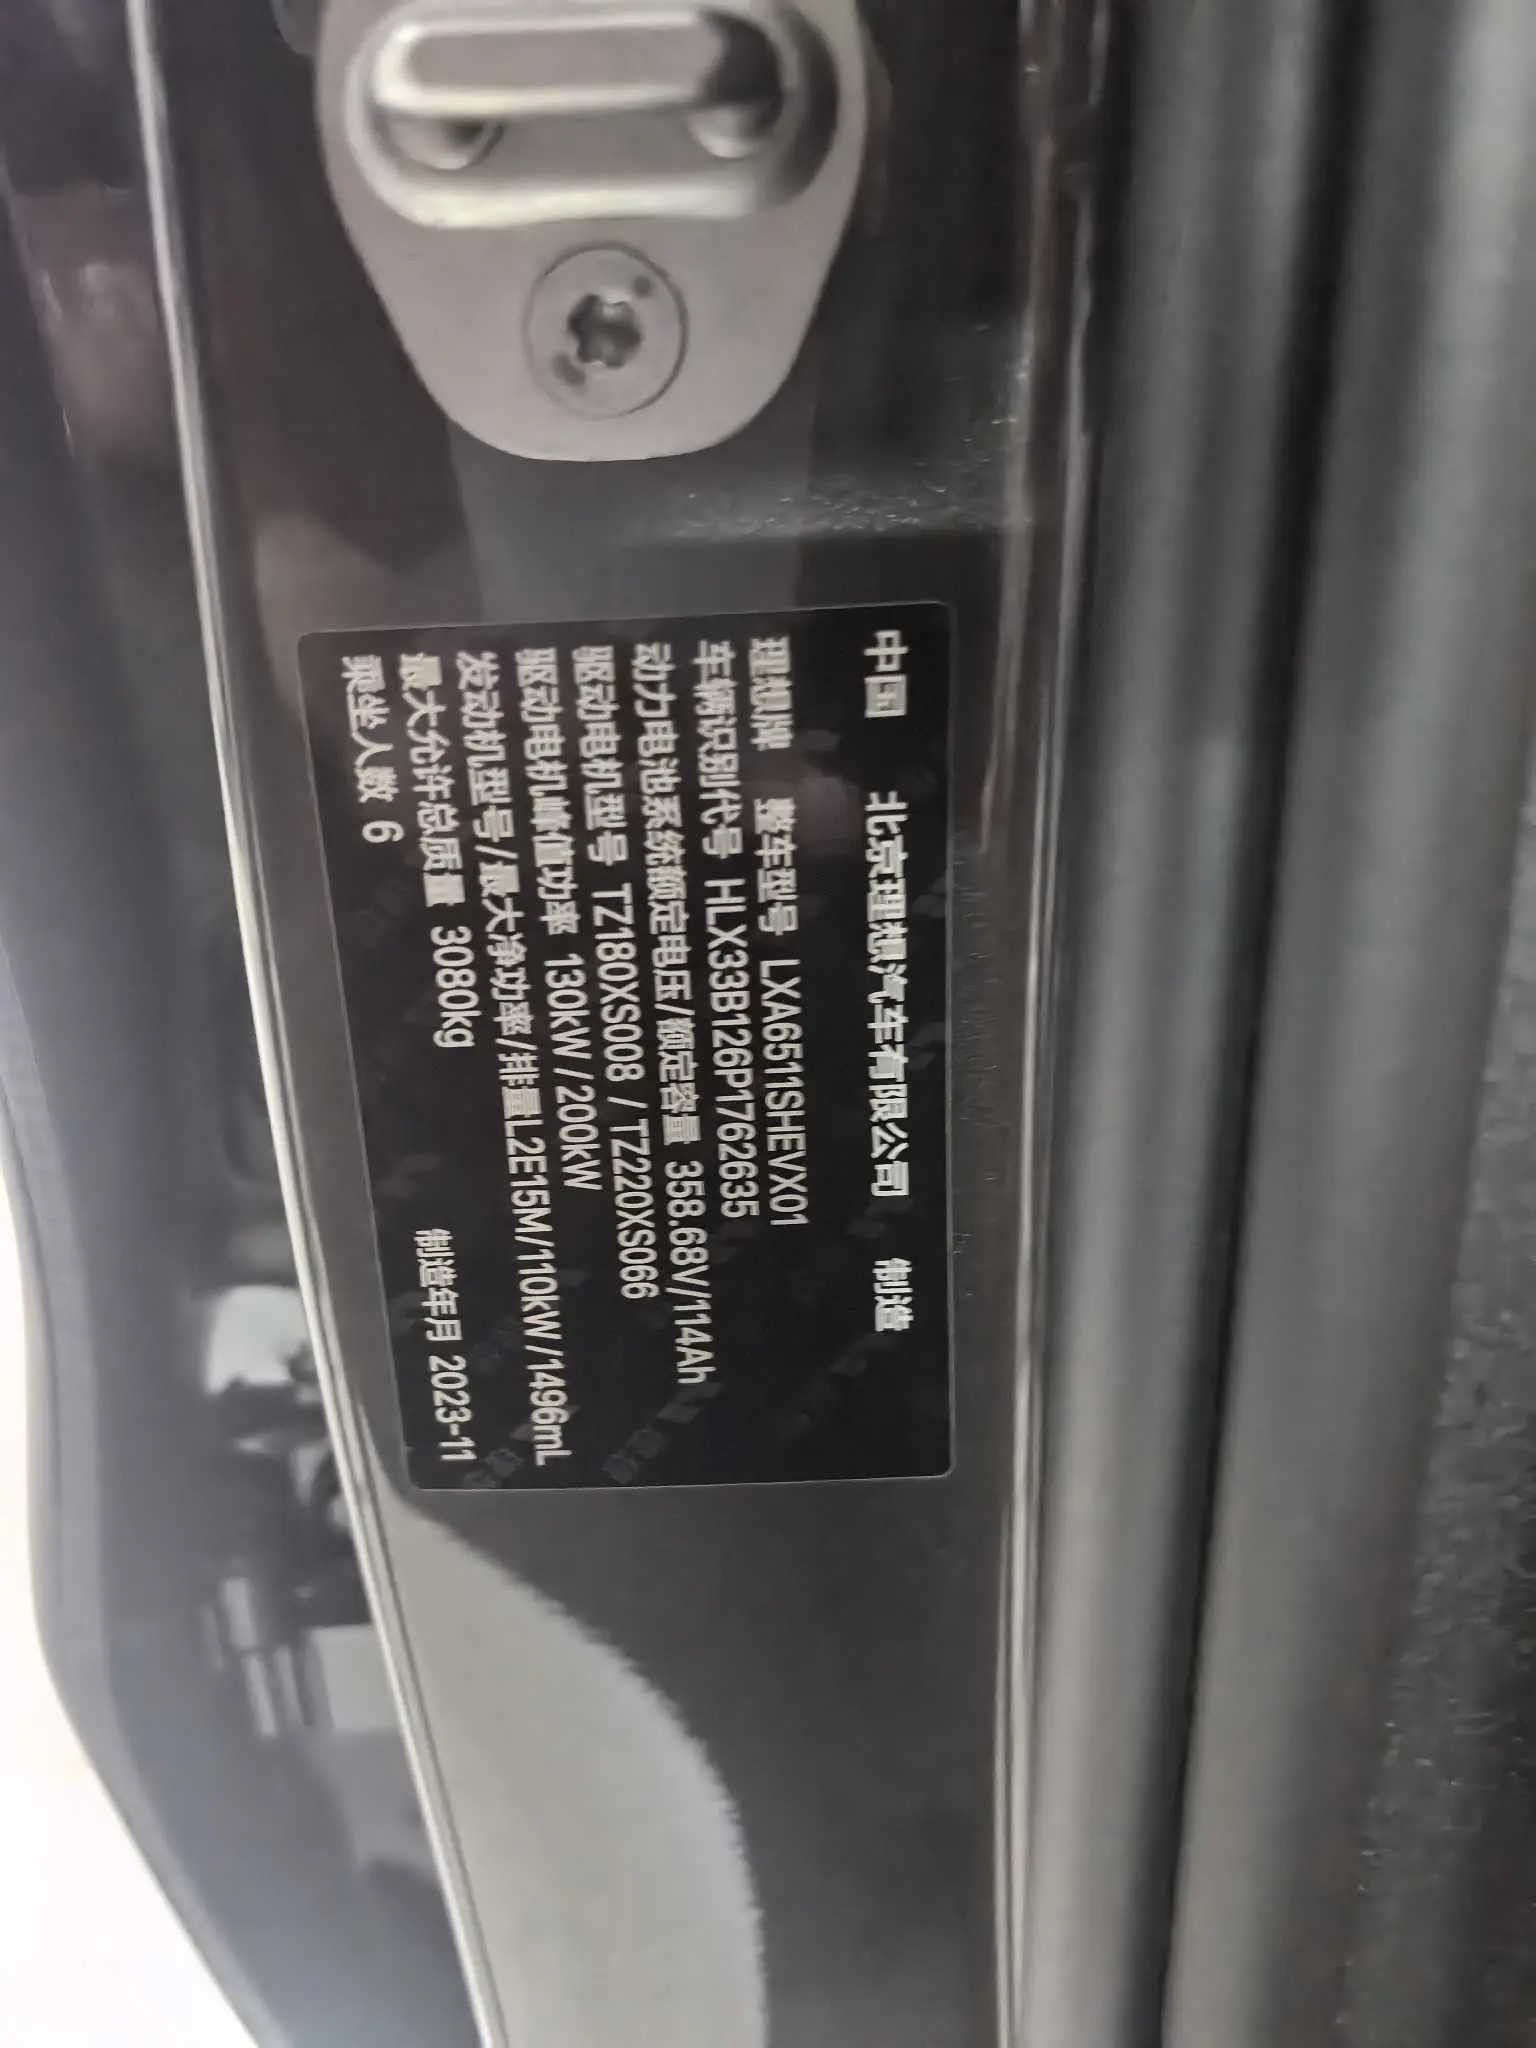 中国 北京理想汽车有限公司 制造
理想牌 整车型号 LXA6511SHEVX01
车辆识别代号 HLX33B126P1762635
动力电池系统额定电压/额定容量 358.68V/114Ah
驱动电机型号 TZ180XS008 / TZ220XS066
驱动电机峰值功率 130kW / 200kW
发动机型号/最大净功率/排量L2E15M/110kW/1496mL
最大允许总质量 3080kg
乘坐人数 6 制造年月 2023-11